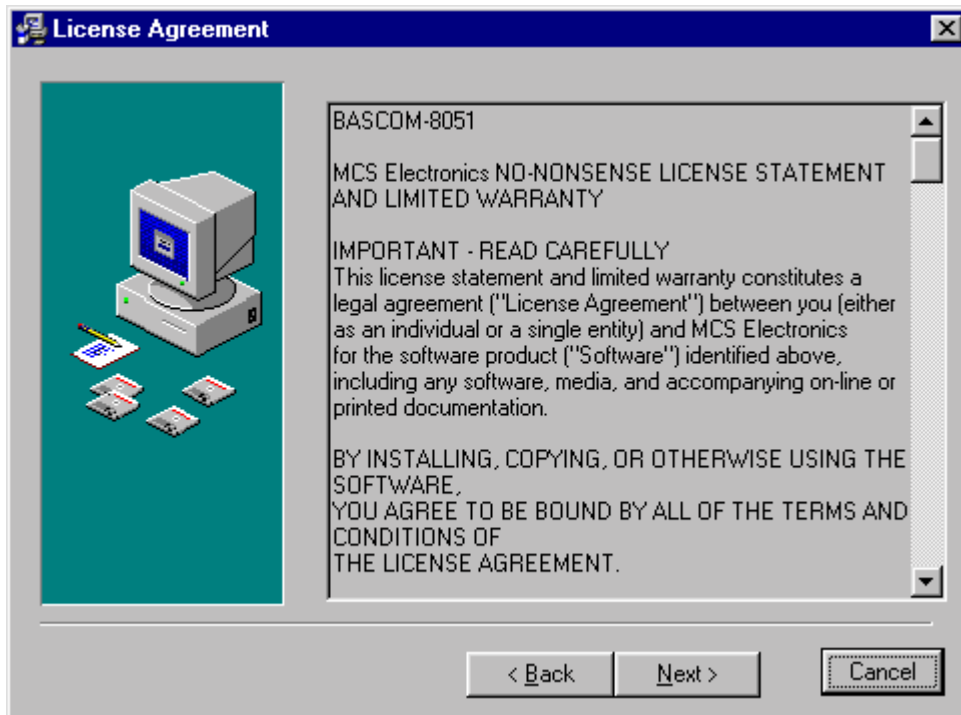 License Agreement
BASCOM-8051
MCS Electronics NO-NONSENSE LICENSE STATEMENT
AND LIMITED WARRANTY
IMPORTANT - READ CAREFULLY
This license statement and limited warranty constitutes a
legal agreement ("License Agreement") between you (either
as an individual or a single entity) and MCS Electronics
for the software product ("Software") identified above,
including any software, media, and accompanying on-line or
printed documentation.
BY INSTALLING, COPYING, OR OTHERWISE USING THE
SOFTWARE,
YOU AGREE TO BE BOUND BY ALL OF THE TERMS AND
CONDITIONS OF
THE LICENSE AGREEMENT.
< Back Next > Cancel